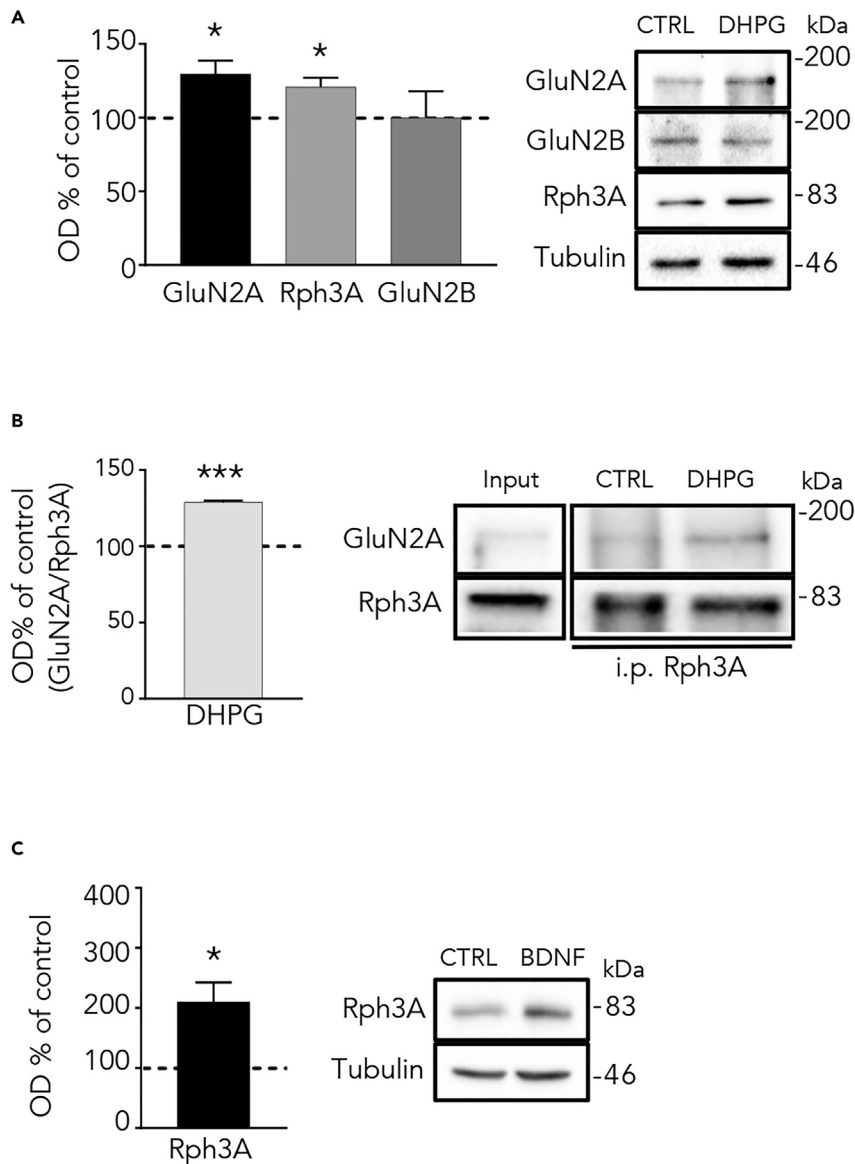 A
OD % of control
150
100
50
0
* *
GluN2A Rph3A GluN2B
CTRL DHPG kDa
GluN2A -200
GluN2B -200
Rph3A -83
Tubulin -46
B
OD% of control
(GluN2A/Rph3A)
150
100
50
0
***
DHPG
Input CTRL DHPG kDa
GluN2A -200
Rph3A -83
i.p. Rph3A
C
OD % of control
400
300
200
100
0
*
Rph3A
CTRL BDNF kDa
Rph3A -83
Tubulin -46